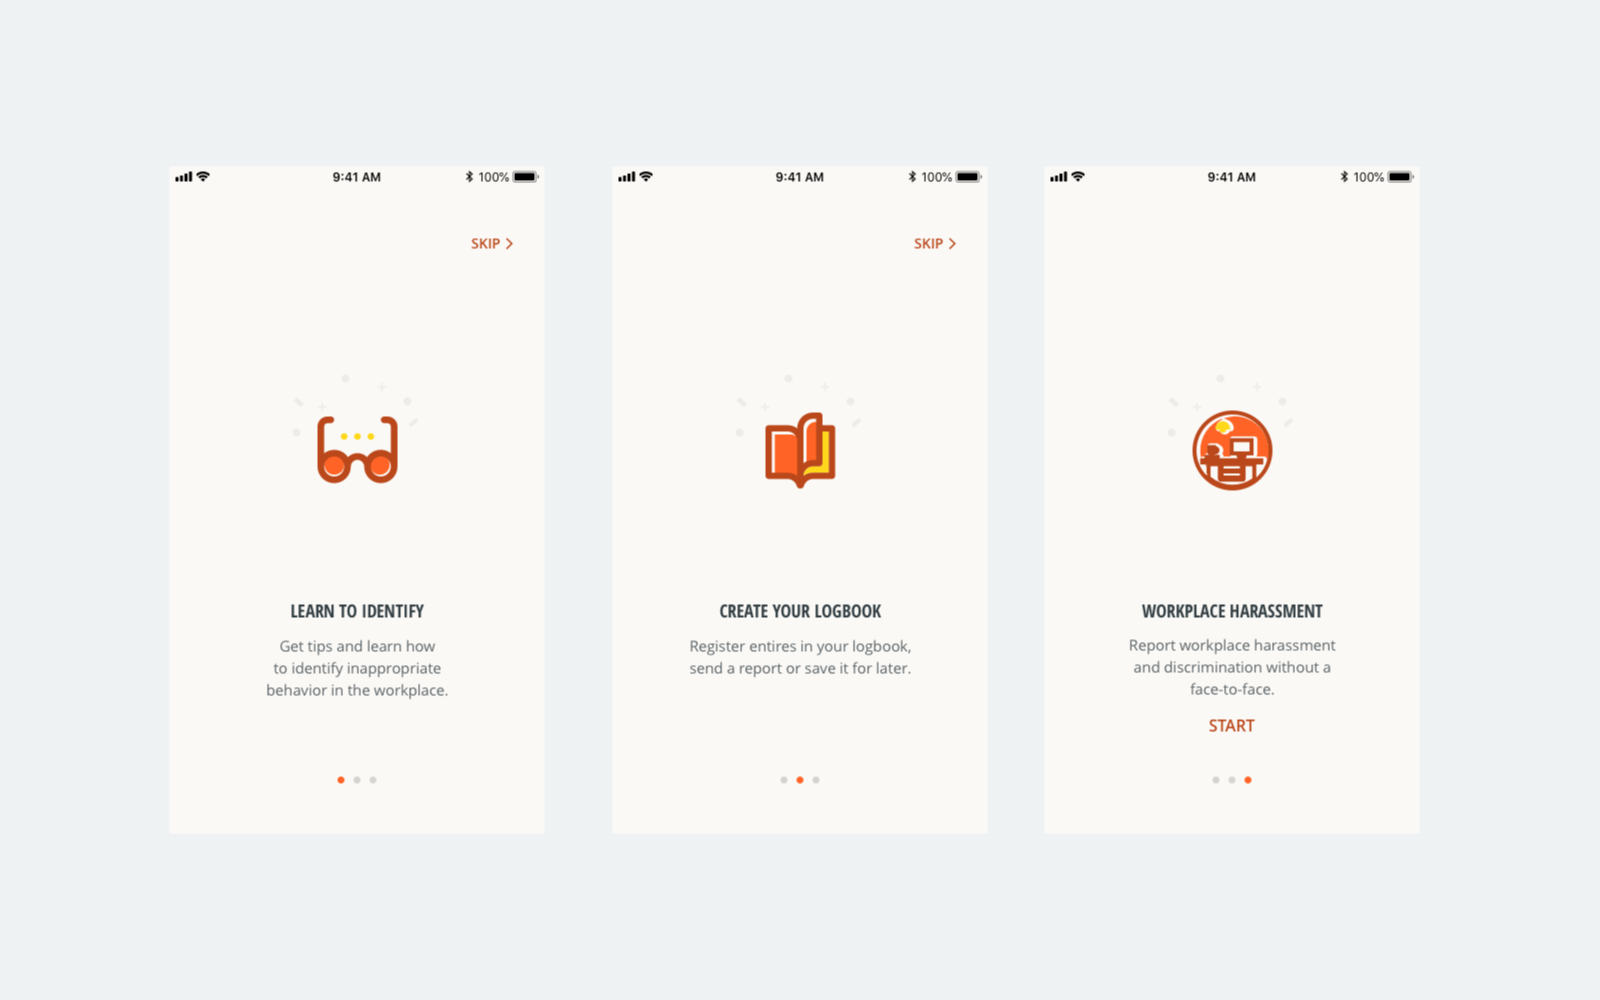 9:41 AM
100%
SKIP
LEARN TO IDENTIFY
Get tips and learn how
to identify inappropriate
behavior in the workplace.
9:41 AM
100%
SKIP
CREATE YOUR LOGBOOK
Register entires in your logbook,
send a report or save it for later.
9:41 AM
100%
WORKPLACE HARASSMENT
Report workplace harassment
and discrimination without a
face-to-face.
START